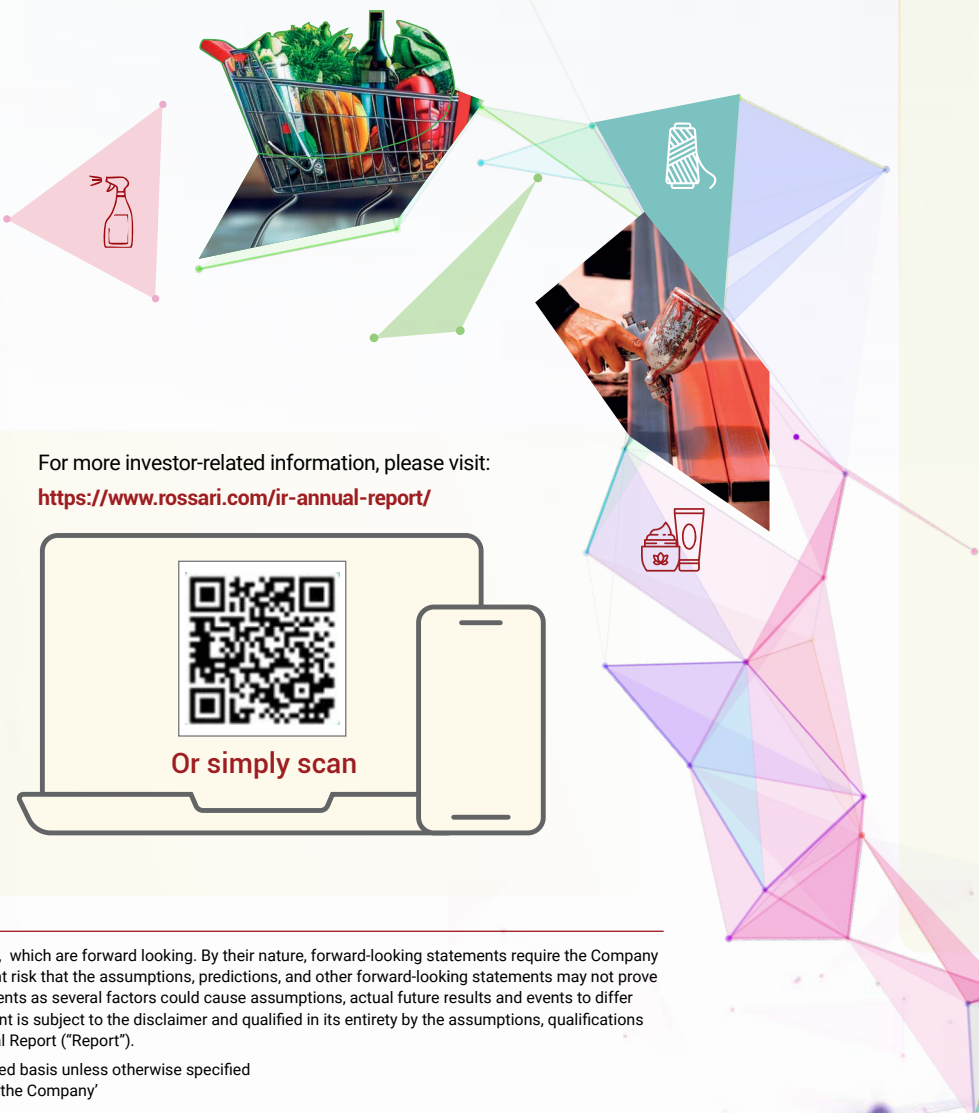 For more investor-related information, please visit:
https://www.rossari.com/ir-annual-report/
Or simply scan
, which are forward looking. By their nature, forward-looking statements require the Company
risk that the assumptions, predictions, and other forward-looking statements may not prove
as several factors could cause assumptions, actual future results and events to differ
is subject to the disclaimer and qualified in its entirety by the assumptions, qualifications
Report (“Report”).
basis unless otherwise specified
the Company’